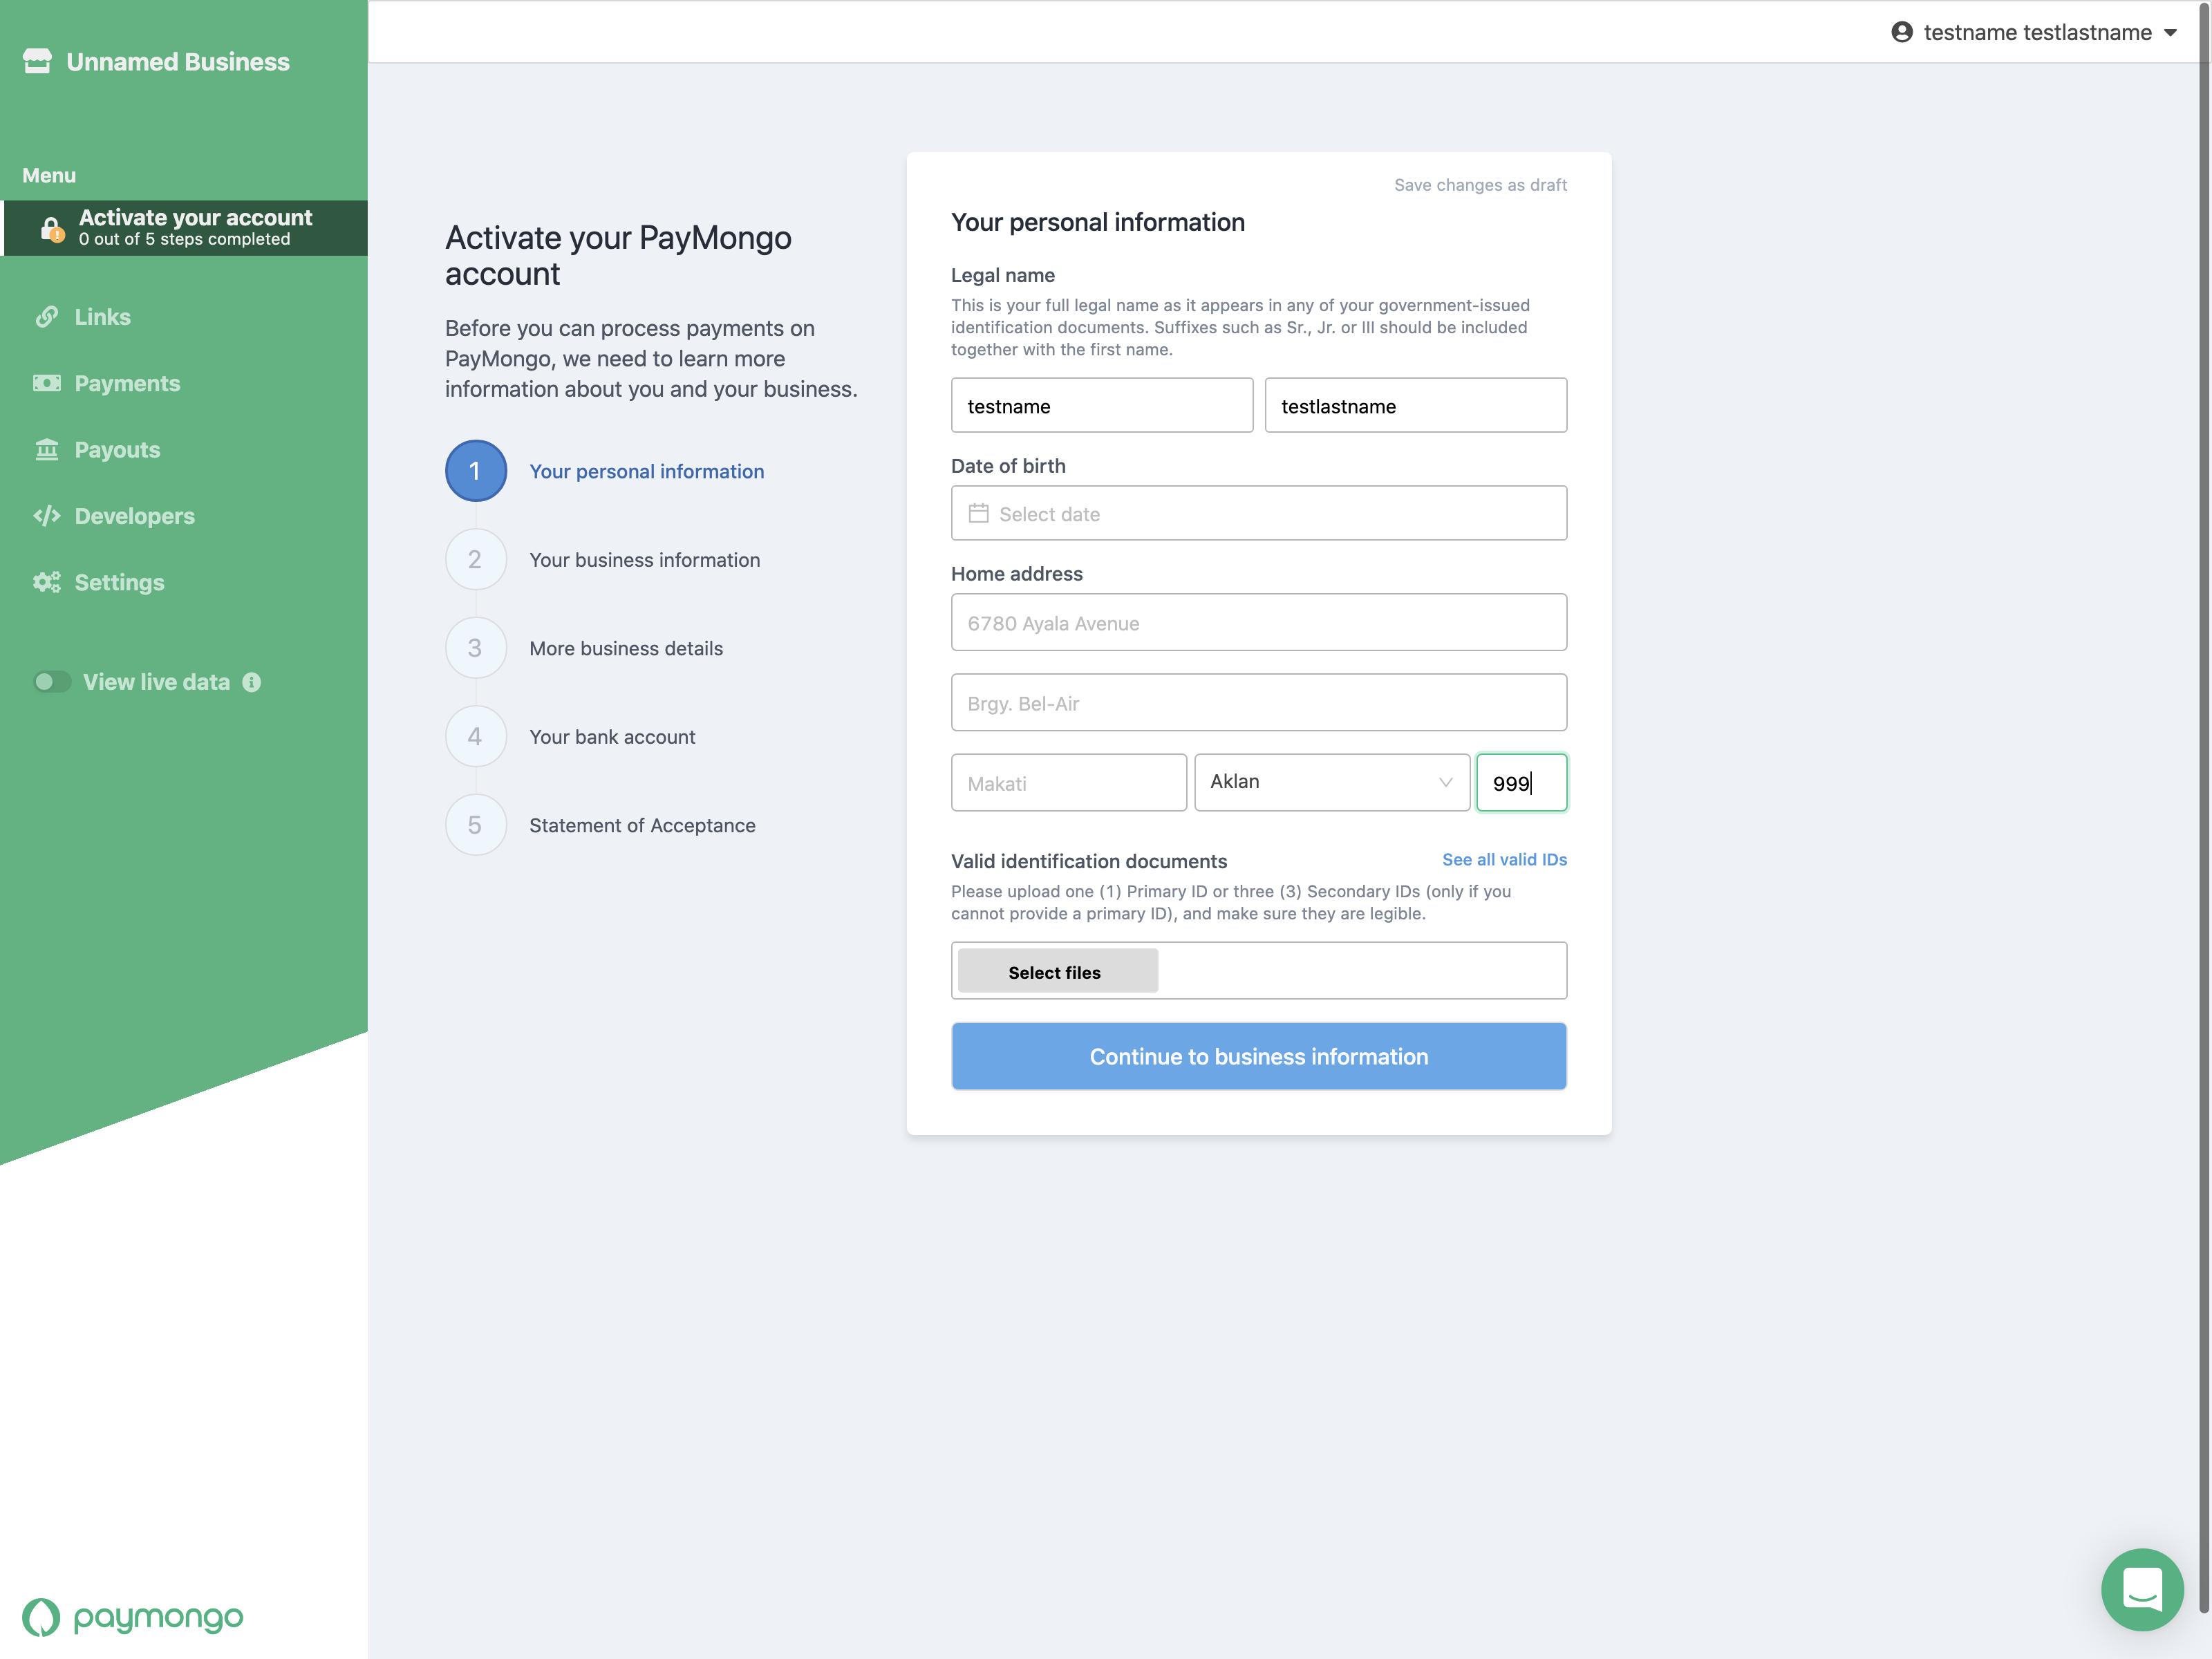 Unnamed Business
testname testlastname
Menu
Activate your account
0 out of 5 steps completed
Links
Payments
Payouts
Developers
Settings
View live data
paymongo
Activate your PayMongo
account
Before you can process payments on
PayMongo, we need to learn more
information about you and your business.
1 Your personal information
2 Your business information
3 More business details
4 Your bank account
5 Statement of Acceptance
Save changes as draft
Your personal information
Legal name
This is your full legal name as it appears in any of your government-issued
identification documents. Suffixes such as Sr., Jr. or III should be included
together with the first name.
testname testlastname
Date of birth
Select date
Home address
6780 Ayala Avenue
Brgy. Bel-Air
Makati Aklan 999
Valid identification documents See all valid IDs
Please upload one (1) Primary ID or three (3) Secondary IDs (only if you
cannot provide a primary ID), and make sure they are legible.
Select files
Continue to business information